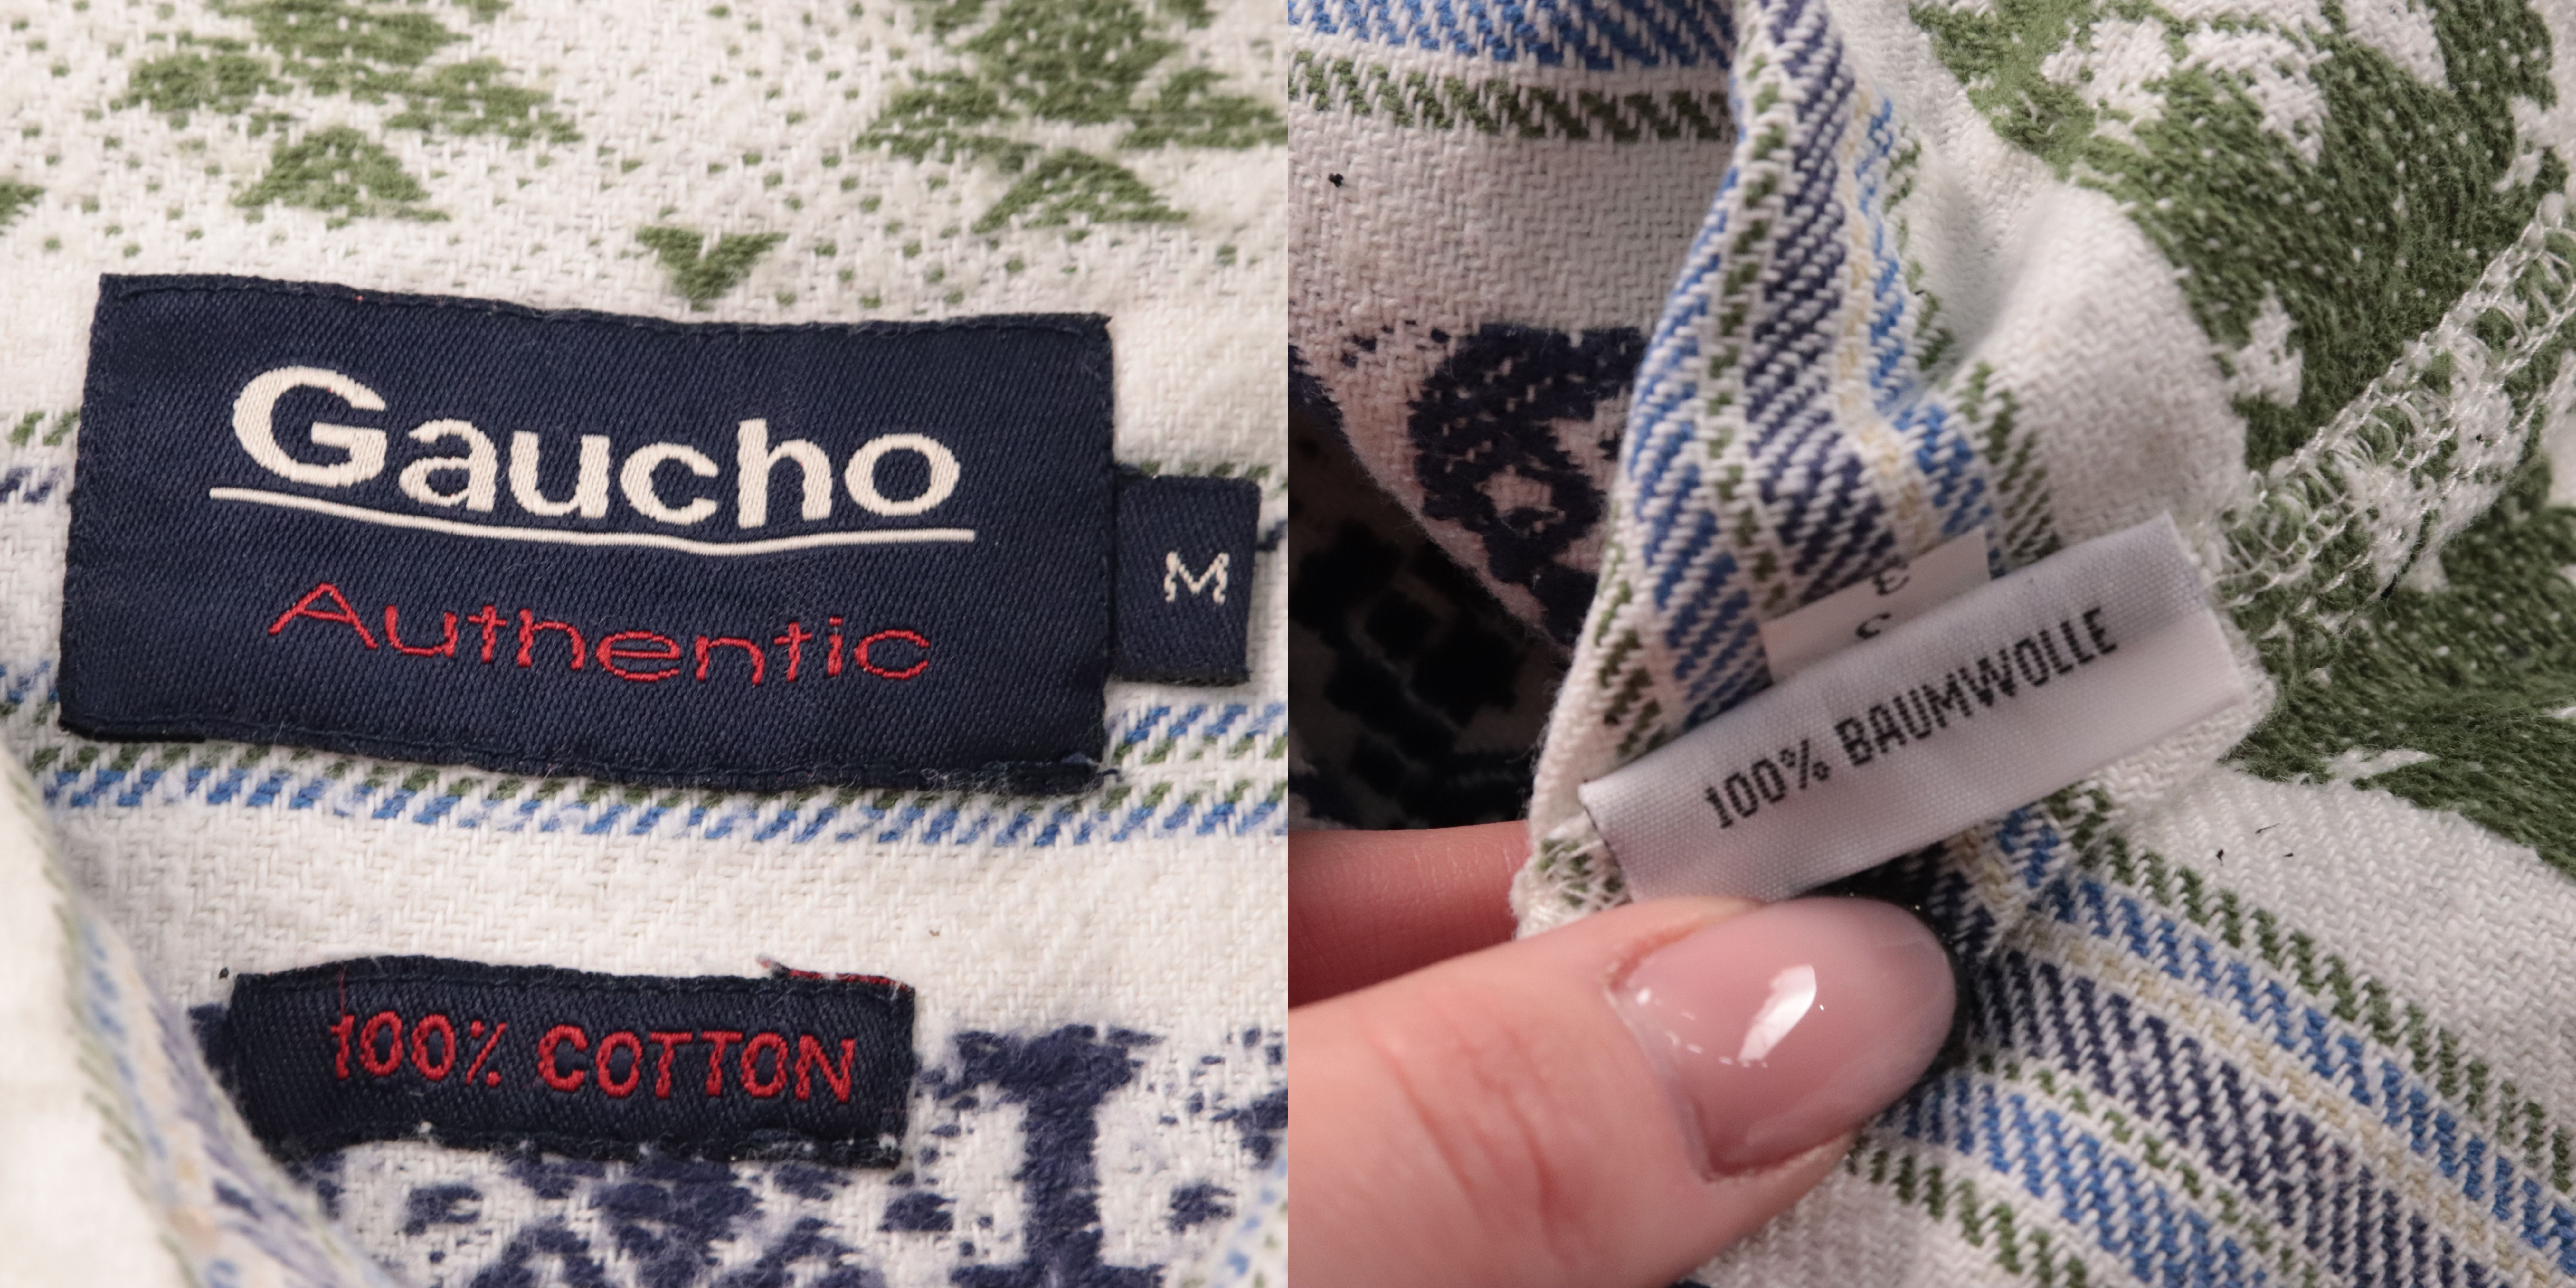 Gaucho
Authentic
M
100% COTTON
100% BAUMWOLLE